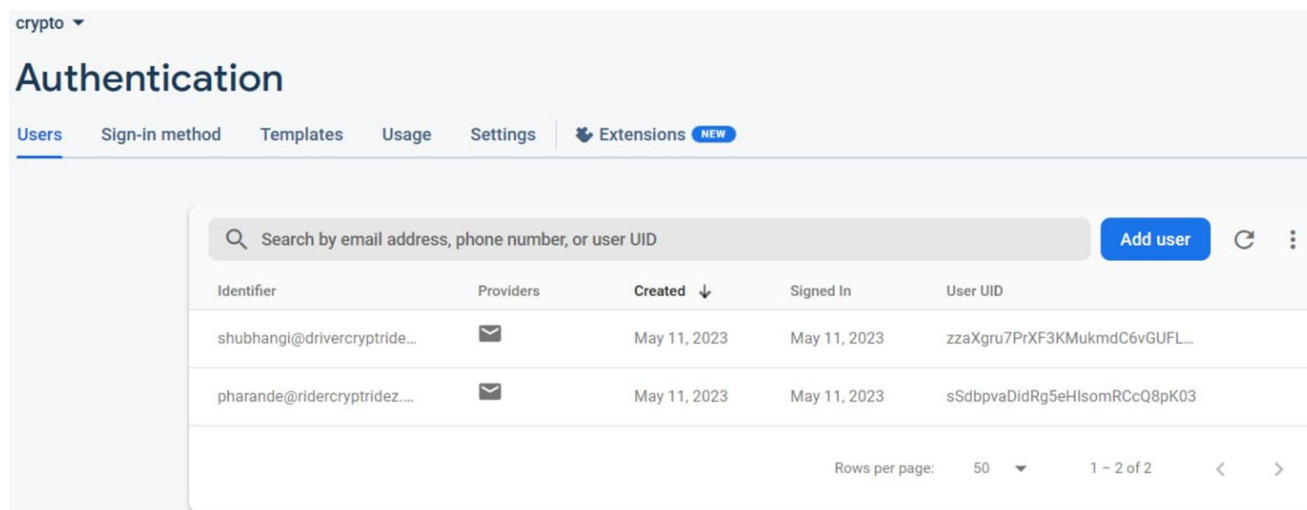 crypto
Authentication
Users Sign-in method Templates Usage Settings Extensions NEW
Search by email address, phone number, or user UID Add user
Identifier Providers Created ↓ Signed In User UID
shubhangi@drivercryptride... May 11, 2023 May 11, 2023 zzaXgru7PrXF3KMukmdC6vGUFL...
pharande@ridercryptridez.... May 11, 2023 May 11, 2023 sSdbpvaDidRg5eHIsomRCcQ8pK03
Rows per page: 50 1 – 2 of 2